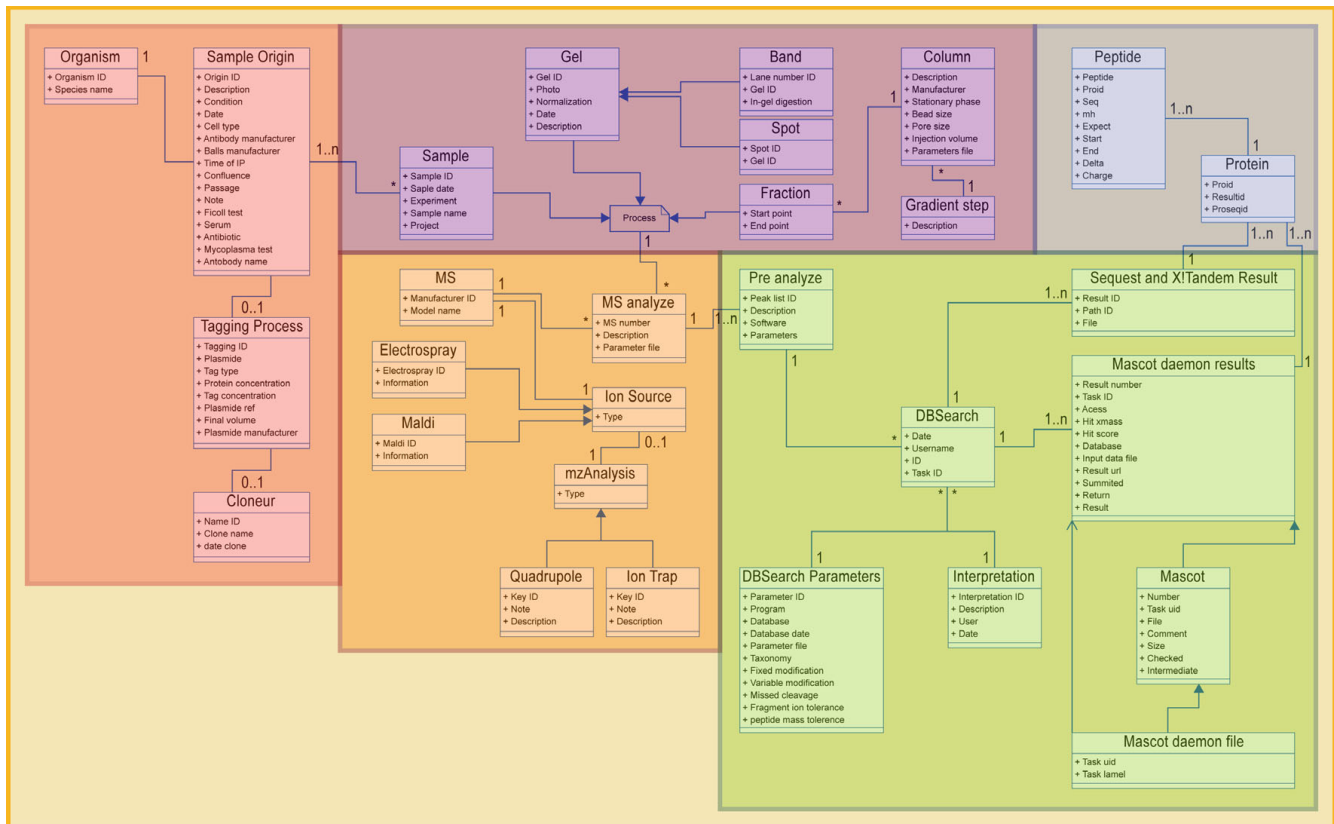 Organism
+ Organism ID
+ Species name
1
Sample Origin
+ Origin ID
+ Description
+ Condition
+ Date
+ Cell type
+ Antibody manufacturer
+ Balls manufacturer
+ Time of IP
+ Confluence
+ Passage
+ Note
+ Ficoll test
+ Serum
+ Antibiotic
+ Mycoplasma test
+ Antobody name
1..n
0..1
Tagging Process
+ Tagging ID
+ Plasmide
+ Tag type
+ Protein concentration
+ Tag concentration
+ Plasmide ref
+ Final volume
+ Plasmide manufacturer
0..1
Cloneur
+ Name ID
+ Clone name
+ date clone
*
Sample
+ Sample ID
+ Saple date
+ Experiment
+ Sample name
+ Project
Gel
+ Gel ID
+ Photo
+ Normalization
+ Date
+ Description
Process
1
Band
+ Lane number ID
+ Gel ID
+ In-gel digestion
Spot
+ Spot ID
+ Gel ID
Fraction
+ Start point
+ End point
*
1
Column
+ Description
+ Manufacturer
+ Stationary phase
+ Bead size
+ Pore size
+ Injection volume
+ Parameters file
*
1
Gradient step
+ Description
Peptide
+ Peptide
+ Proid
+ Seq
+ mh
+ Expect
+ Start
+ End
+ Delta
+ Charge
1..n
1
Protein
+ Proid
+ Resultid
+ Proseqid
1..n
1..n
MS
+ Manufacturer ID
+ Model name
1
1
*
*
MS analyze
+ MS number
+ Description
+ Parameter file
1
1..n
Electrospray
+ Electrospray ID
+ Information
Maldi
+ Maldi ID
+ Information
1
Ion Source
+ Type
0..1
1
mzAnalysis
+ Type
Quadrupole
+ Key ID
+ Note
+ Description
Ion Trap
+ Key ID
+ Note
+ Description
Pre analyze
+ Peak list ID
+ Description
+ Software
+ Parameters
1
*
1
Sequest and X!Tandem Result
+ Result ID
+ Path ID
+ File
1..n
1
DBSearch
+ Date
+ Username
+ ID
+ Task ID
1
1..n
*
*
1
Mascot daemon results
+ Result number
+ Task ID
+ Acess
+ Hit xmass
+ Hit score
+ Database
+ Input data file
+ Result url
+ Summited
+ Return
+ Result
1
DBSearch Parameters
+ Parameter ID
+ Program
+ Database
+ Database date
+ Parameter file
+ Taxonomy
+ Fixed modification
+ Variable modification
+ Missed cleavage
+ Fragment ion tolerance
+ peptide mass tolerence
1
Interpretation
+ Interpretation ID
+ Description
+ User
+ Date
Mascot
+ Number
+ Task uid
+ File
+ Comment
+ Size
+ Checked
+ Intermediate
Mascot daemon file
+ Task uid
+ Task lamel